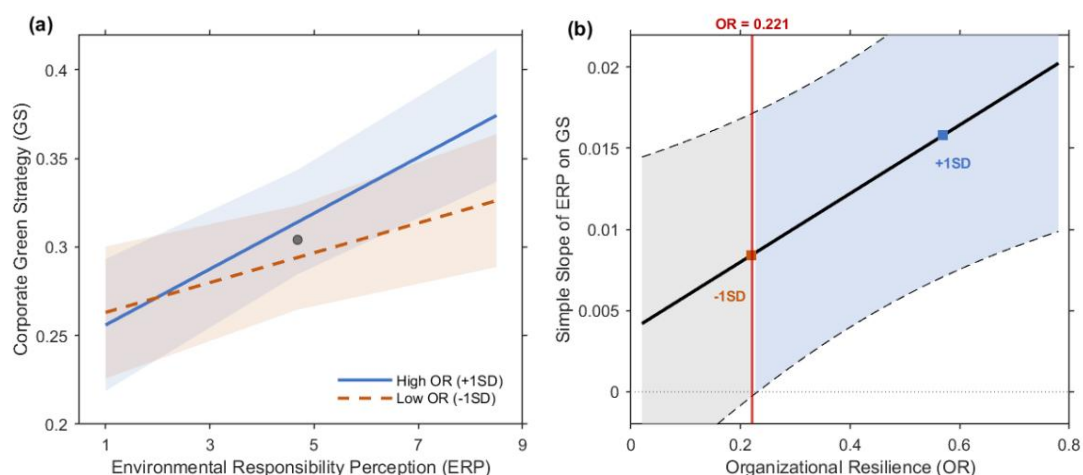 (a)
Corporate Green Strategy (GS)
0.4
0.35
0.3
0.25
0.2
1
3
5
7
9
High OR (+1SD)
Low OR (-1SD)
Environmental Responsibility Perception (ERP)
(b)
OR = 0.221
Simple Slope of ERP on GS
0.02
0.015
0.01
0.005
0
+1SD
-1SD
0
0.2
0.4
0.6
0.8
Organizational Resilience (OR)